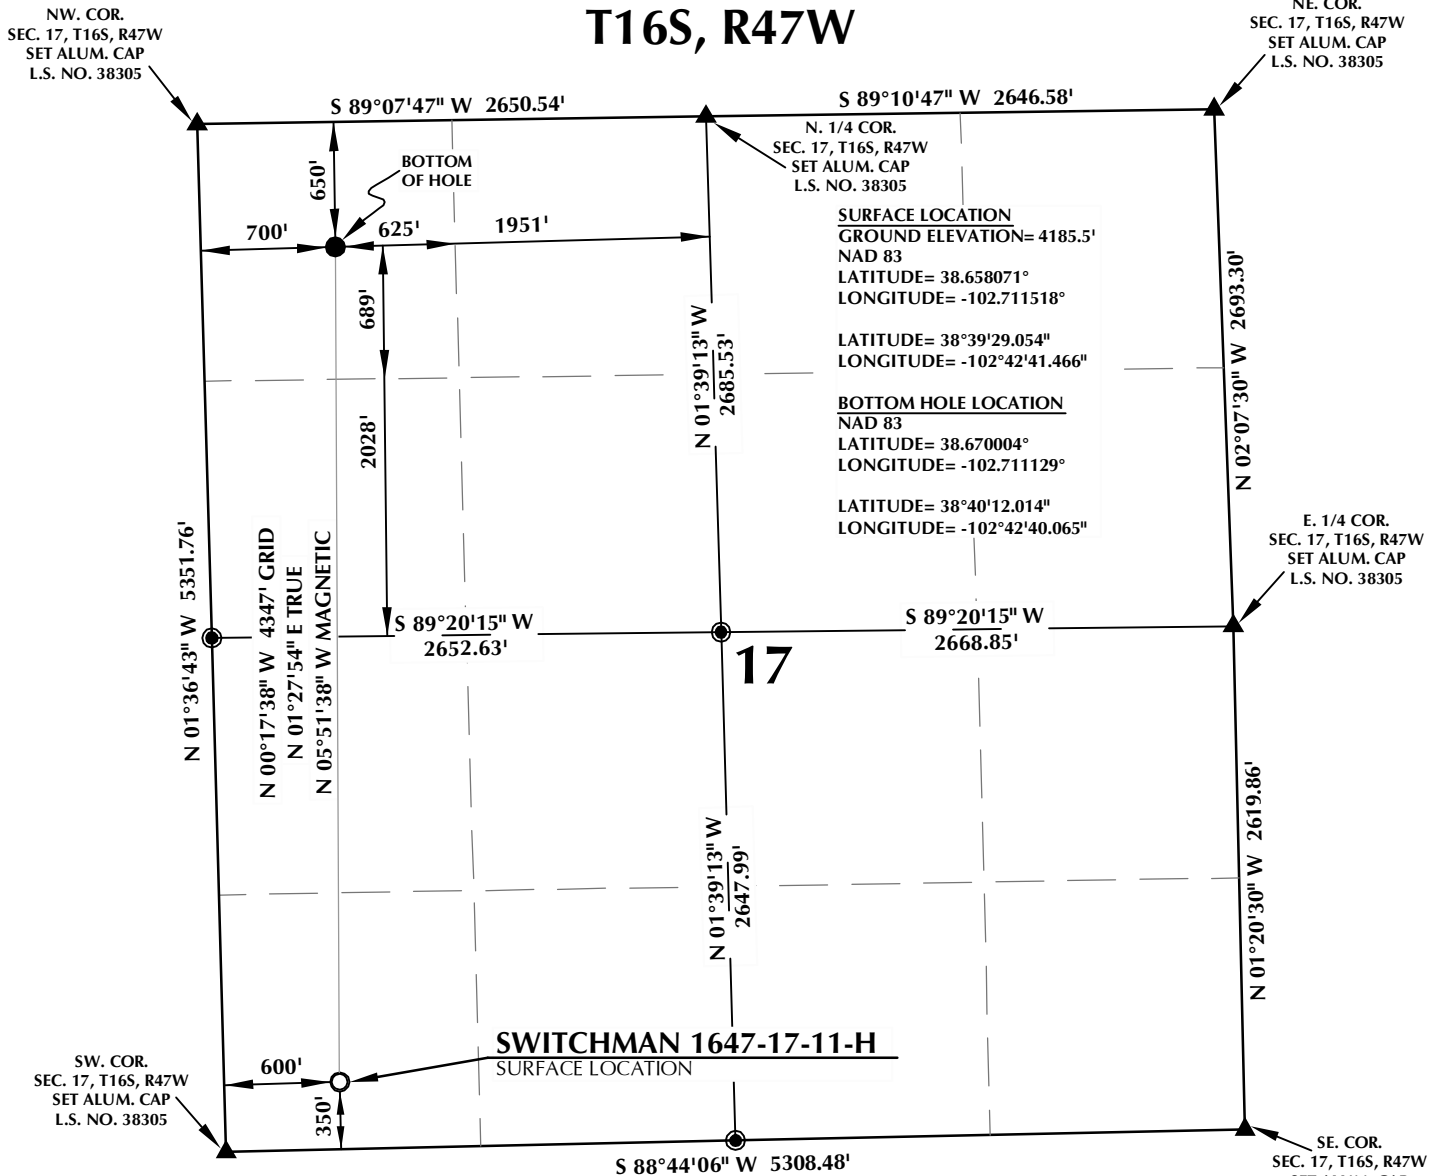 T16S, R47W
NW. COR.
SEC. 17, T16S, R47W
SET ALUM. CAP
L.S. NO. 38305
NE. COR.
SEC. 17, T16S, R47W
SET ALUM. CAP
L.S. NO. 38305
S 89°07'47" W 2650.54'
S 89°10'47" W 2646.58'
N. 1/4 COR.
SEC. 17, T16S, R47W
SET ALUM. CAP
L.S. NO. 38305
650'
BOTTOM
OF HOLE
700'
625'
1951'
689'
2028'
SURFACE LOCATION
GROUND ELEVATION= 4185.5'
NAD 83
LATITUDE= 38.658071°
LONGITUDE= -102.711518°
LATITUDE= 38°39'29.054"
LONGITUDE= -102°42'41.466"
BOTTOM HOLE LOCATION
NAD 83
LATITUDE= 38.670004°
LONGITUDE= -102.711129°
LATITUDE= 38°40'12.014"
LONGITUDE= -102°42'40.065"
N 01°39'13" W
2685.53'
N 02°07'30" W 2693.30'
E. 1/4 COR.
SEC. 17, T16S, R47W
SET ALUM. CAP
L.S. NO. 38305
N 01°36'43" W 5351.76'
N 00°17'38" W 4347' GRID
N 01°27'54" E TRUE
N 05°51'38" W MAGNETIC
S 89°20'15" W
2652.63'
S 89°20'15" W
2668.85'
17
N 01°39'13" W
2647.99'
N 01°20'30" W 2619.86'
SWITCHMAN 1647-17-11-H
SURFACE LOCATION
600'
350'
SW. COR.
SEC. 17, T16S, R47W
SET ALUM. CAP
L.S. NO. 38305
S 88°44'06" W 5308.48'
SE. COR.
SEC. 17, T16S, R47W